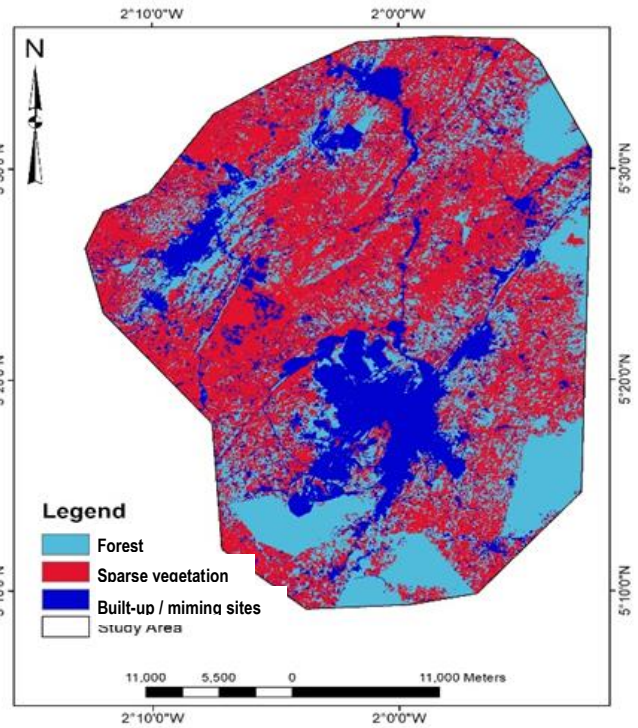 2°10'0"W 2°0'0"W
N
5°30'0"N
5°20'0"N
5°10'0"N
Legend
Forest
Sparse vegetation
Built-up / miming sites
Study Area
11,000 5,500 0 11,000 Meters
2°10'0"W 2°0'0"W